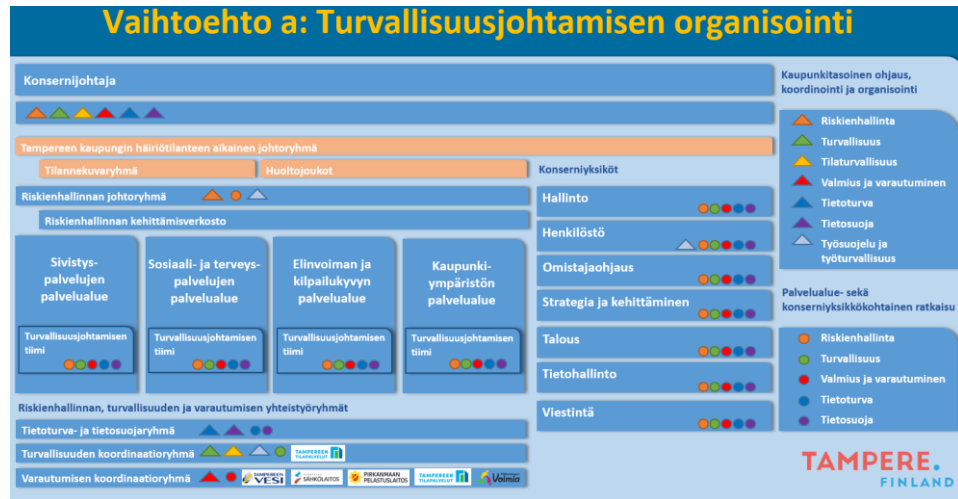 Vaihtoehto a: Turvallisuusjohtamisen organisointi
Konsernijohtaja
Tampereen kaupungin häiriötilanteen aikainen johtoryhmä
Tilannekuvaryhmä
Huoltojoukot
Riskienhallinnan johtoryhmä
Riskienhallinnan kehittämisverkosto
Sivistys-
palvelujen
palvelualue
Turvallisuusjohtamisen
tiimi
Sosiaali- ja terveys-
palvelujen
palvelualue
Turvallisuusjohtamisen
tiimi
Elinvoiman ja
kilpailukyvyn
palvelualue
Turvallisuusjohtamisen
tiimi
Kaupunki-
ympäristön
palvelualue
Turvallisuusjohtamisen
tiimi
Riskienhallinnan, turvallisuuden ja varautumisen yhteistyöryhmät
Tietoturva- ja tietosuojaryhmä
Turvallisuuden koordinaatioryhmä
TAMPEREEN
TILAPALVELUT
Varautumisen koordinaatioryhmä
TAMPEREEN
VESI
SÄHKÖLAITOS
PIRKANMAAN
PELASTUSLAITOS
TAMPEREEN
TILAPALVELUT
Voimia
Konserniyksiköt
Hallinto
Henkilöstö
Omistajaohjaus
Strategia ja kehittäminen
Talous
Tietohallinto
Viestintä
Kaupunkitasoinen ohjaus,
koordinointi ja organisointi
Riskienhallinta
Turvallisuus
Tilaturvallisuus
Valmius ja varautuminen
Tietoturva
Tietosuoja
Työsuojelu ja
työturvallisuus
Palvelualue- sekä
konserniyksikkökohtainen ratkaisu
Riskienhallinta
Turvallisuus
Valmius ja varautuminen
Tietoturva
Tietosuoja
TAMPERE.
FINLAND